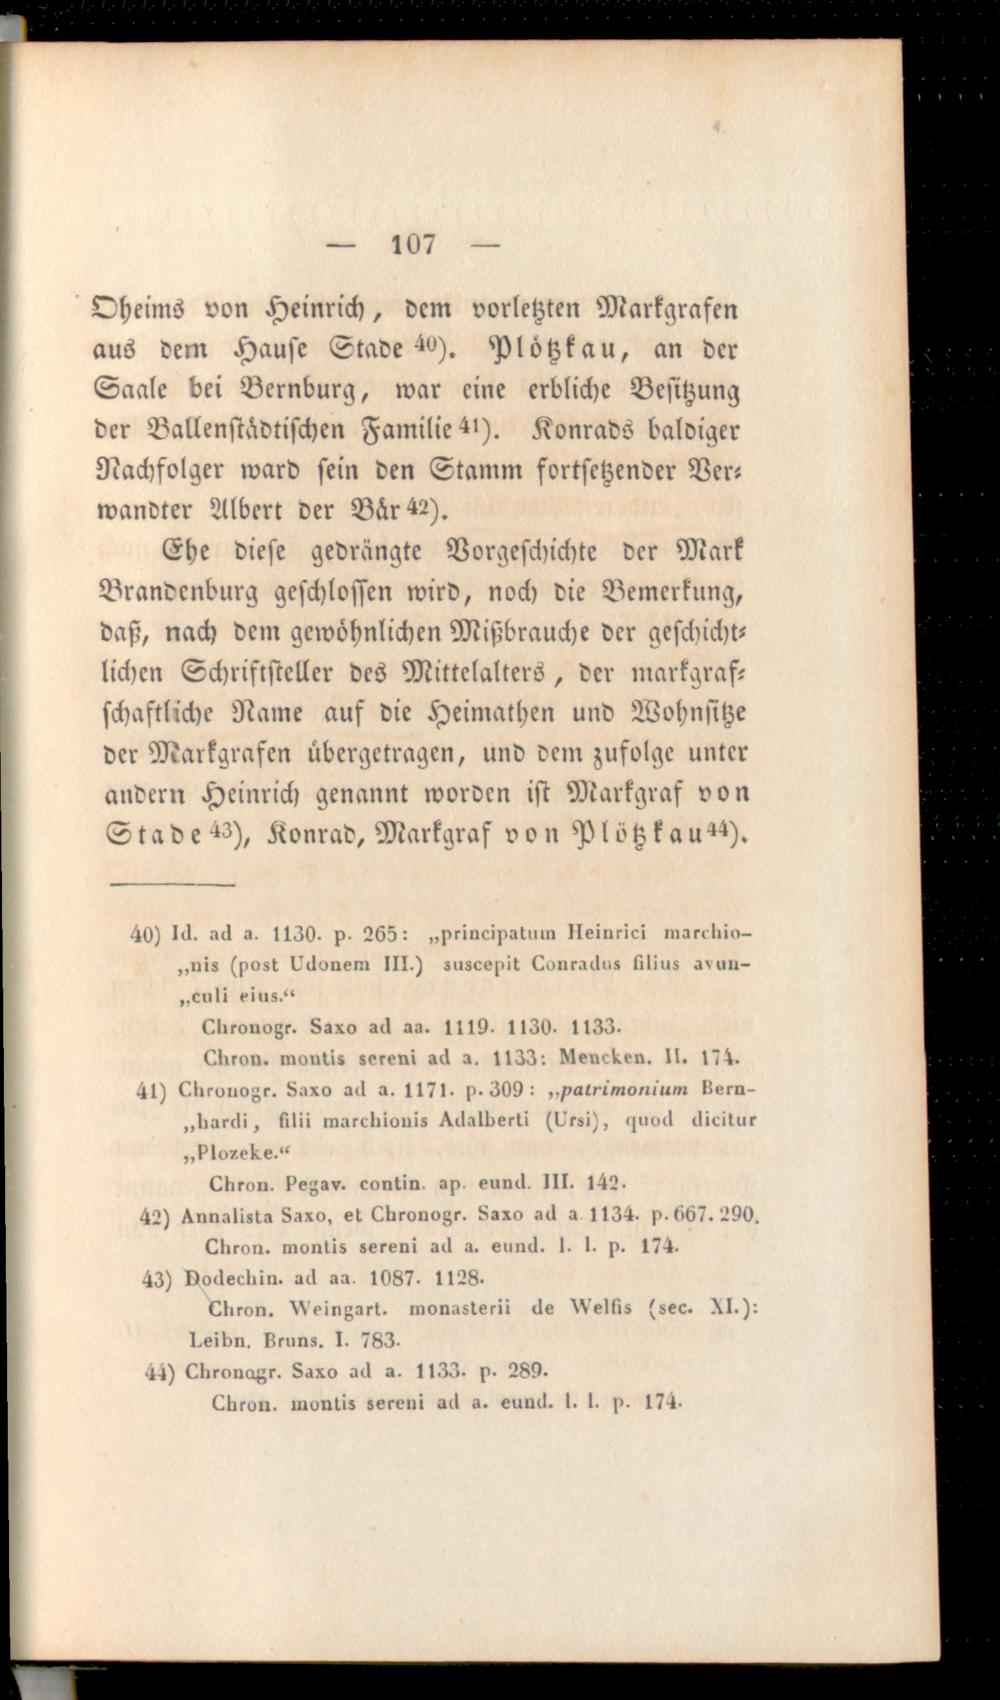 — 107 —
Oheims von Heinrich, dem vorletzten Markgrafen
aus dem Hause Stade 40). Plötzkau, an der
Saale bei Bernburg, war eine erbliche Besitzung
der Ballenstädtischen Familie 41). Konrads baldiger
Nachfolger ward sein den Stamm fortsetzender Ver⸗
wandter Albert der Bär 42).
Ehe diese gedrängte Vorgeschichte der Mark
Brandenburg geschlossen wird, noch die Bemerkung,
daß, nach dem gewöhnlichen Mißbrauche der geschicht⸗
lichen Schriftsteller des Mittelalters, der markgraf⸗
schaftliche Name auf die Heimathen und Wohnsitze
der Markgrafen übergetragen, und dem zufolge unter
andern Heinrich genannt worden ist Markgraf von
Stade 43), Konrad, Markgraf von Plötzkau 44).
40) Id. ad a. 1130. p. 265: „principatum Heinrici marchio-
„nis (post Udonem III.) suscepit Conradus filius avun-
„culi eius.“
Chronogr. Saxo ad aa. 1119. 1130. 1133.
Chron. montis sereni ad a. 1133: Mencken. II. 174.
41) Chronogr. Saxo ad a. 1171. p. 309: „patrimonium Bern-
„hardi, filii marchionis Adalberti (Ursi), quod dicitur
„Plozeke.“
Chron. Pegav. contin. ap. eund. III. 142.
42) Annalista Saxo, et Chronogr. Saxo ad a. 1134. p. 667. 290.
Chron. montis sereni ad a. eund. l. l. p. 174.
43) Dodechin. ad aa. 1087. 1128.
Chron. Weingart. monasterii de Welfis (sec. XI.):
Leibn. Bruns. I. 783.
44) Chronogr. Saxo ad a. 1133. p. 289.
Chron. montis sereni ad a. eund. l. l. p. 174.